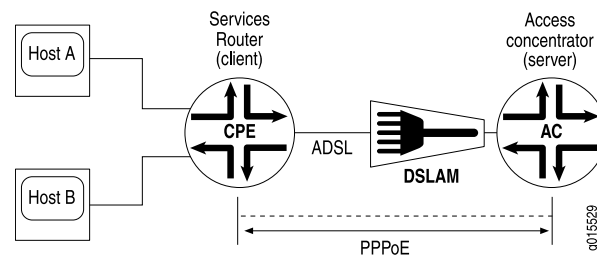 Services
Router
(client)
Access
concentrator
(server)
Host A
CPE
AC
ADSL
DSLAM
Host B
PPPoE
g015529